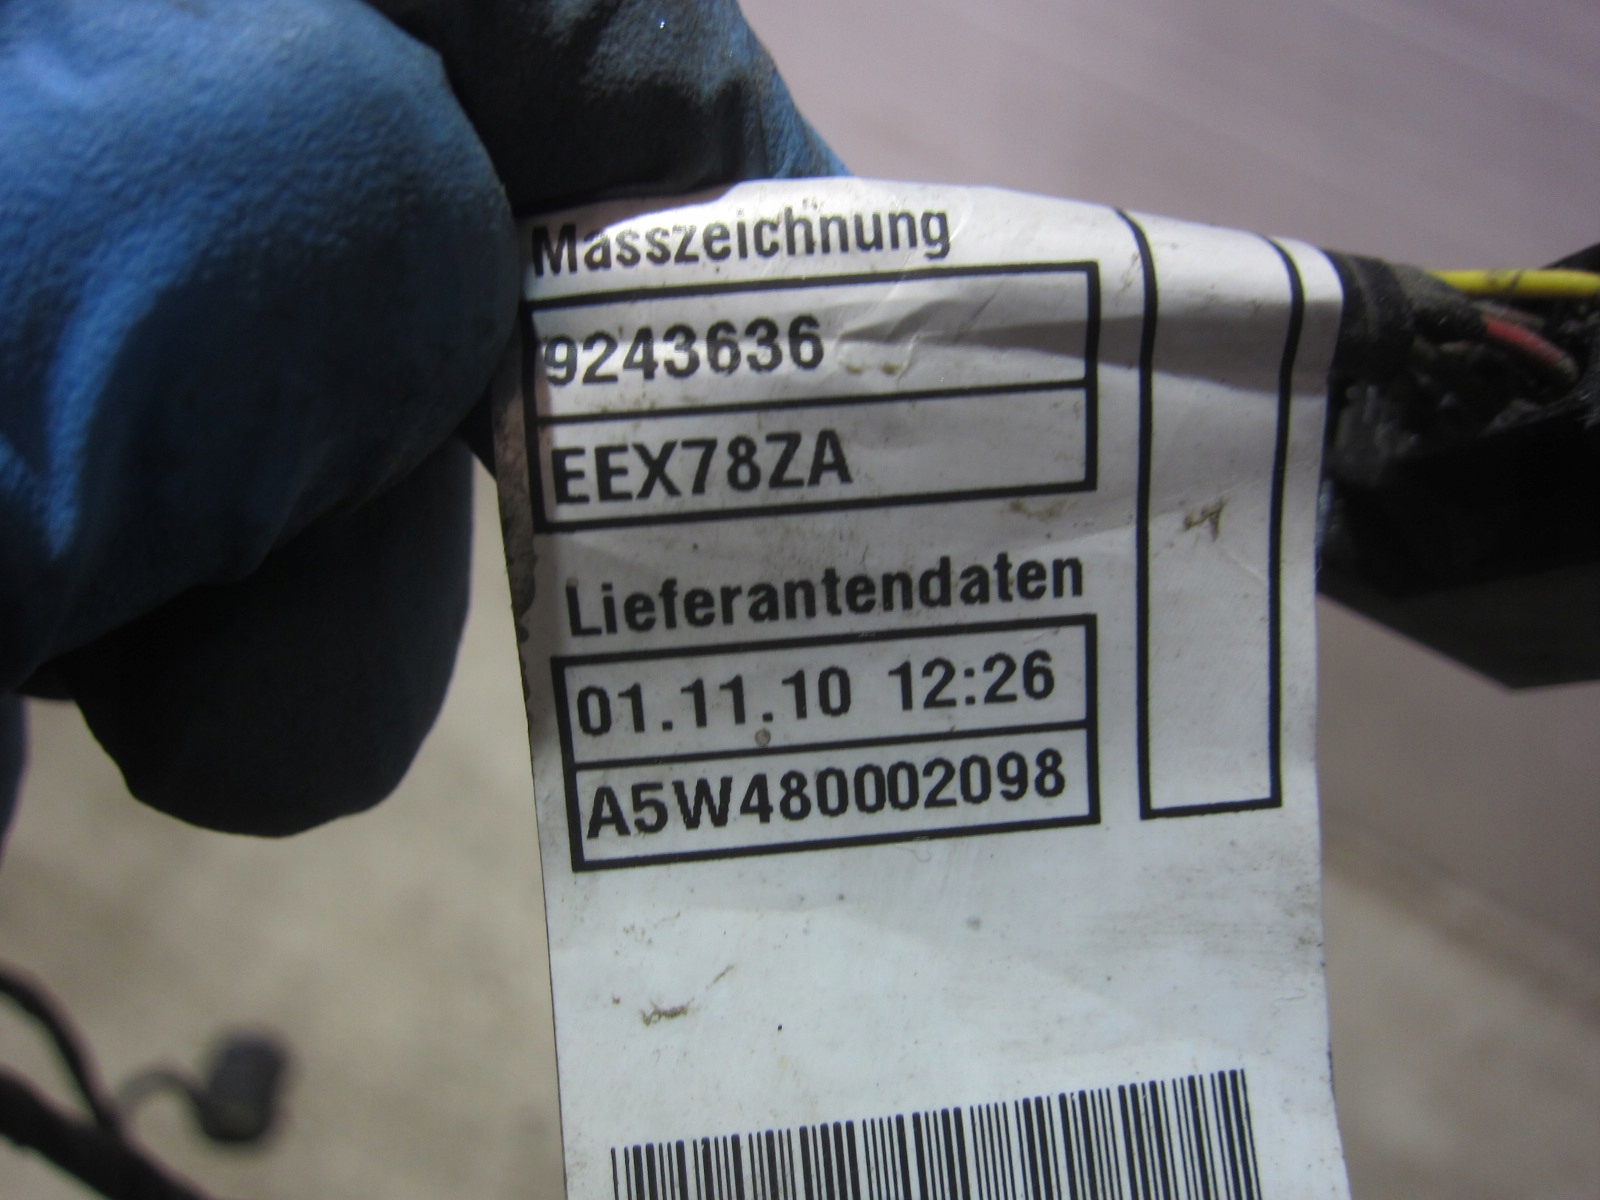 Masszeichnung
9243636
EEX78ZA
Lieferantendaten
01.11.10 12:26
A5W480002098